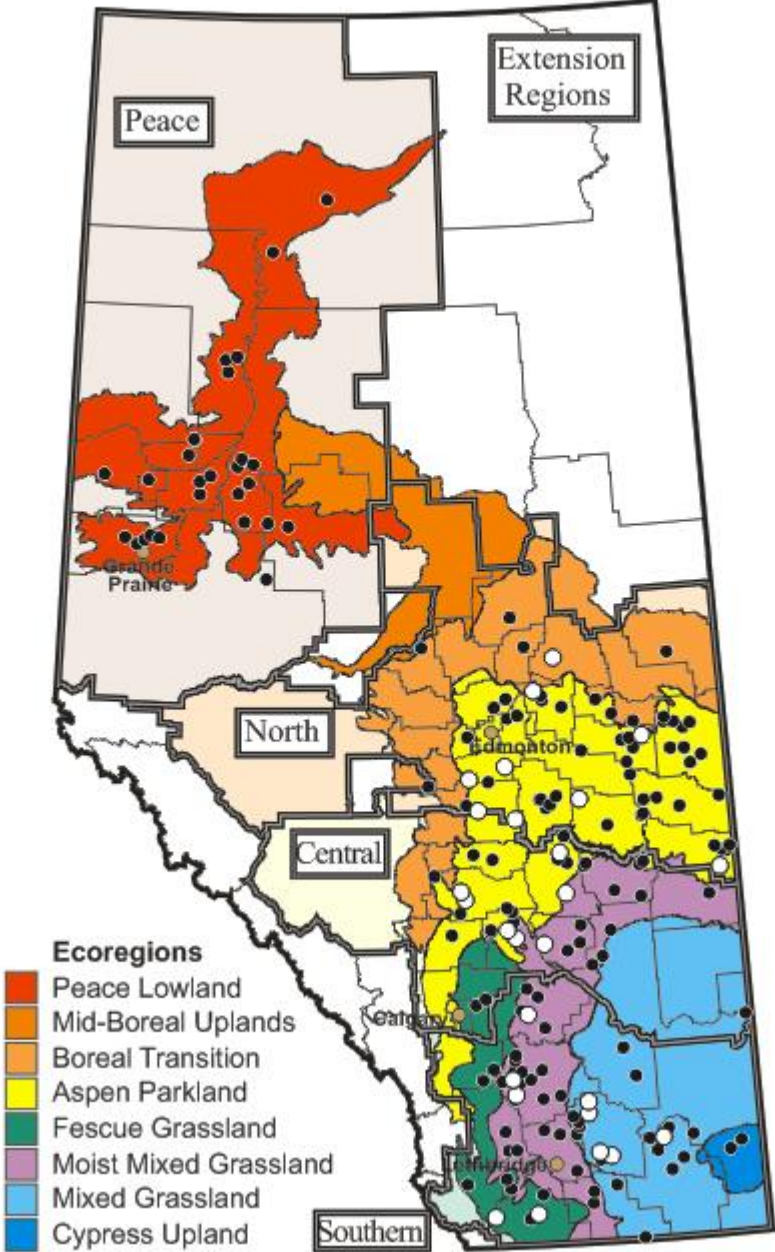 Extension
Regions
Peace
Grande
Prairie
North
Edmonton
Central
Calgary
Lethbridge
Southern
Ecoregions
Peace Lowland
Mid-Boreal Uplands
Boreal Transition
Aspen Parkland
Fescue Grassland
Moist Mixed Grassland
Mixed Grassland
Cypress Upland